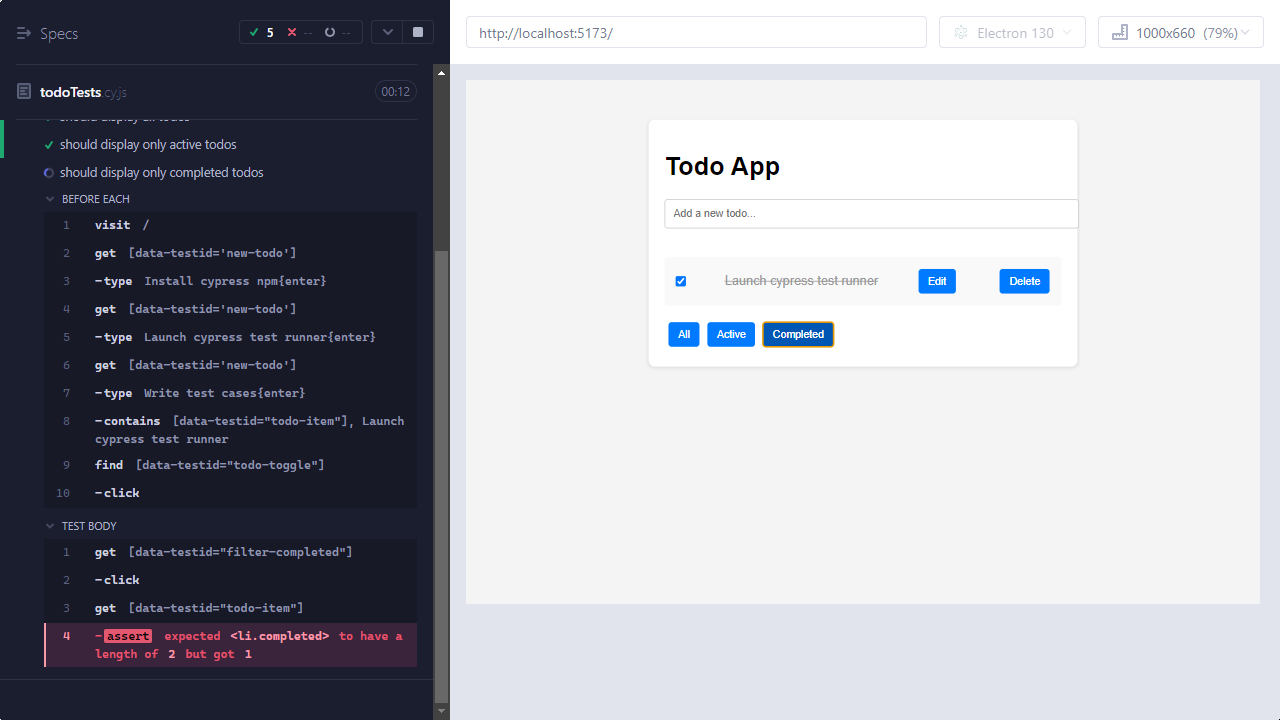 Specs
5
--
--
todoTests.cy.js
00:12
should display all todos
should display only active todos
should display only completed todos
BEFORE EACH
1 visit /
2 get [data-testid='new-todo']
3 -type Install cypress npm{enter}
4 get [data-testid='new-todo']
5 -type Launch cypress test runner{enter}
6 get [data-testid='new-todo']
7 -type Write test cases{enter}
8 -contains [data-testid="todo-item"], Launch
cypress test runner
9 find [data-testid="todo-toggle"]
10 -click
TEST BODY
1 get [data-testid="filter-completed"]
2 -click
3 get [data-testid="todo-item"]
4 -assert expected <li.completed> to have a
length of 2 but got 1
http://localhost:5173/
Electron 130
1000x660 (79%)
Todo App
Add a new todo...
Launch cypress test runner
Edit
Delete
All
Active
Completed